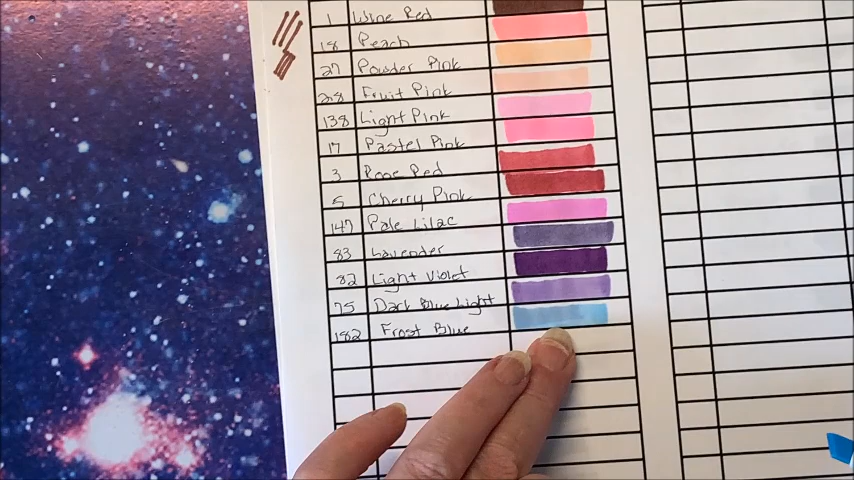 1 Wine Red
18 Peach
27 Powder Pink
28 Fruit Pink
138 Light Pink
17 Pastel Pink
3 Rose Red
5 Cherry Pink
147 Pale Lilac
83 Lavender
82 Light Violet
75 Dark Blue Light
182 Frost Blue